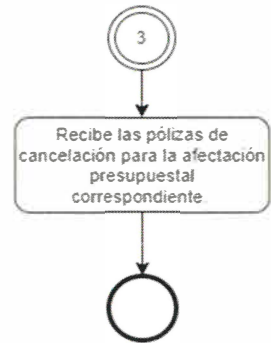 3
Recibe las pólizas de
cancelación para la afectación
presupuestal
correspondiente.